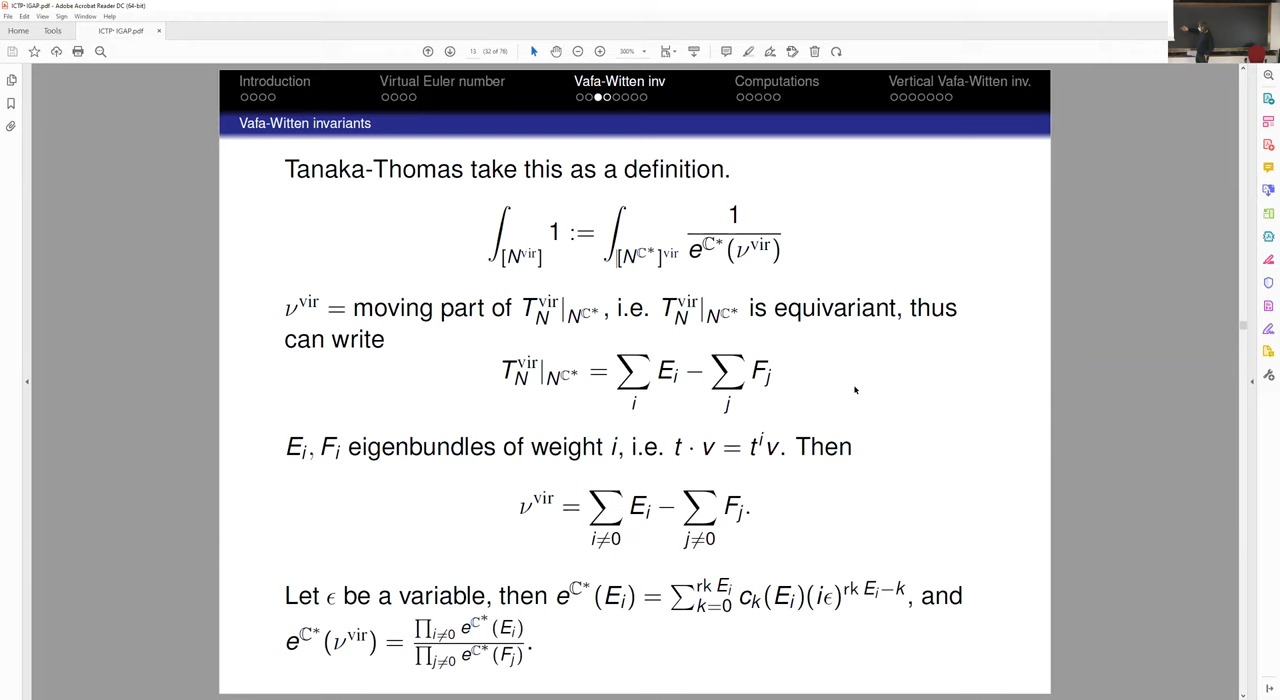 ICTP-IGAP.pdf - Adobe Acrobat Reader DC (64-bit)
File Edit View Sign Window Help
Home Tools ICTP-IGAP.pdf ×
13 (32 of 76) 300%
Introduction Virtual Euler number Vafa-Witten inv Computations Vertical Vafa-Witten inv.
Vafa-Witten invariants
Tanaka-Thomas take this as a definition.
∫_{[N^{vir}]} 1 := ∫_{[N^{ℂ*}]^{vir}} 1 / e^{ℂ*}(ν^{vir})
ν^{vir} = moving part of T_N^{vir}|_{N^{ℂ*}}, i.e. T_N^{vir}|_{N^{ℂ*}} is equivariant, thus
can write
T_N^{vir}|_{N^{ℂ*}} = ∑_i E_i − ∑_j F_j
E_i, F_i eigenbundles of weight i, i.e. t · v = t^i v. Then
ν^{vir} = ∑_{i≠0} E_i − ∑_{j≠0} F_j.
Let ϵ be a variable, then e^{ℂ*}(E_i) = ∑_{k=0}^{rk E_i} c_k(E_i)(iϵ)^{rk E_i−k}, and
e^{ℂ*}(ν^{vir}) = ∏_{i≠0} e^{ℂ*}(E_i) / ∏_{j≠0} e^{ℂ*}(F_j).